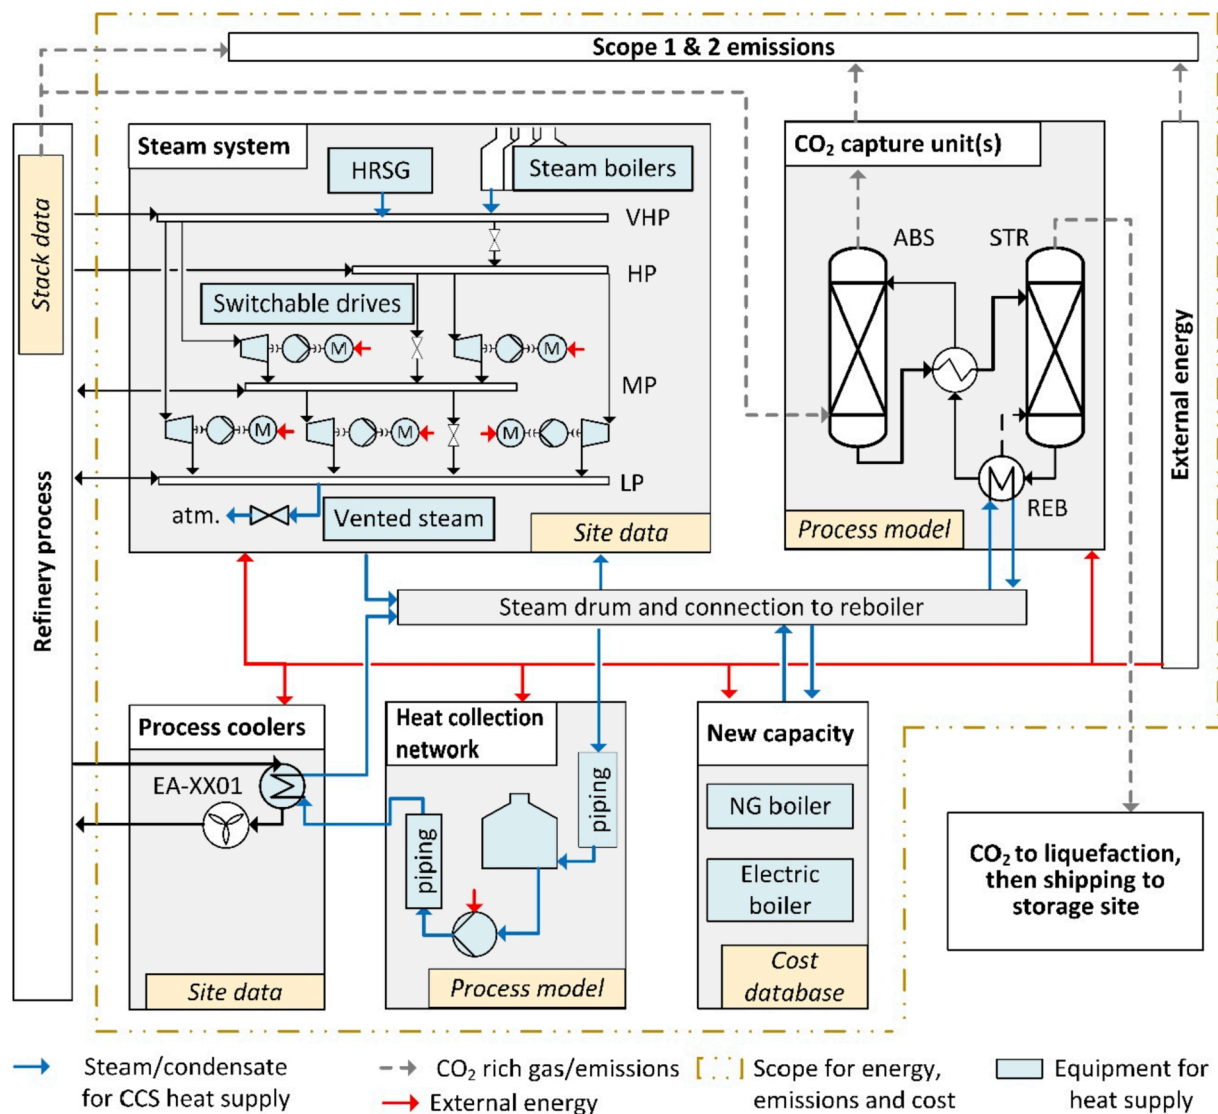 Scope 1 & 2 emissions
Steam system
HRSG
Steam boilers
VHP
HP
Switchable drives
M
M
MP
M
M
M
LP
atm.
Vented steam
Site data
CO2 capture unit(s)
ABS
STR
REB
Process model
Stack data
Refinery process
External energy
Steam drum and connection to reboiler
Process coolers
EA-XX01
Site data
Heat collection
network
piping
piping
Process model
New capacity
NG boiler
Electric
boiler
Cost
database
CO2 to liquefaction,
then shipping to
storage site
Steam/condensate
for CCS heat supply
CO2 rich gas/emissions
External energy
Scope for energy,
emissions and cost
Equipment for
heat supply